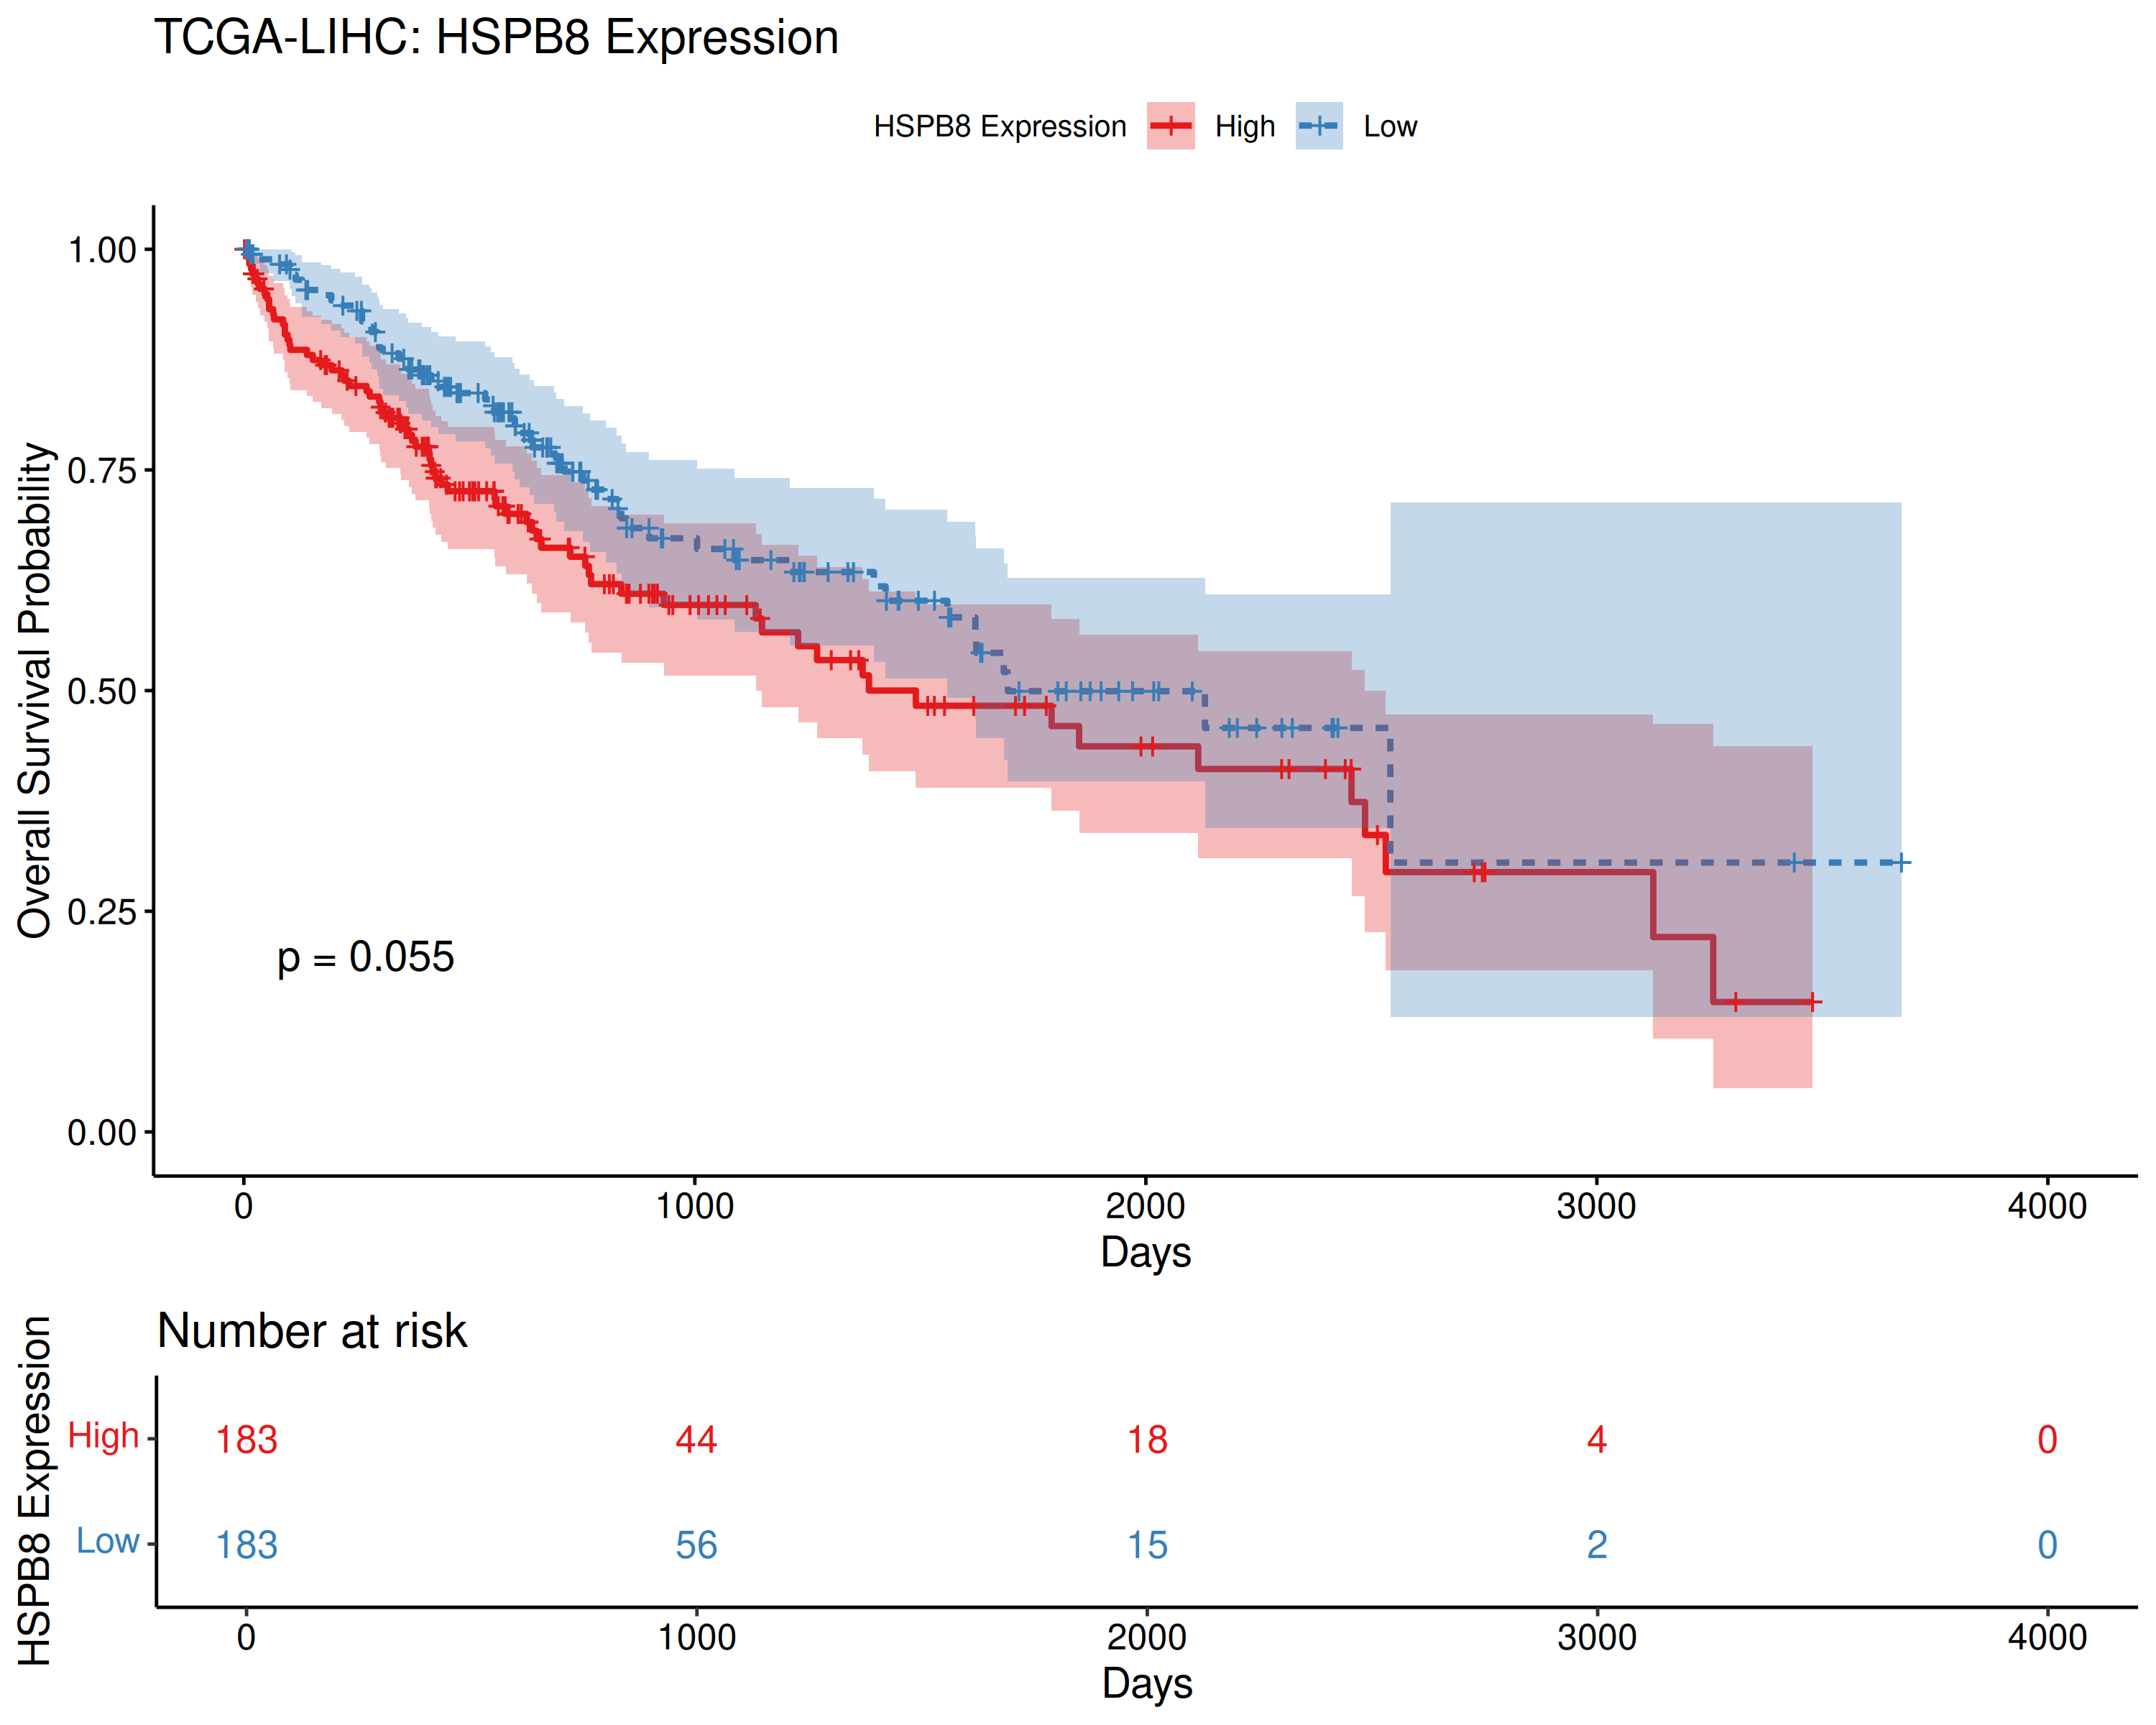 TCGA-LIHC: HSPB8 Expression
HSPB8 Expression High Low
Overall Survival Probability
1.00
0.75
0.50
0.25
0.00
p = 0.055
0 1000 2000 3000 4000
Days
Number at risk
HSPB8 Expression
High 183 44 18 4 0
Low 183 56 15 2 0
0 1000 2000 3000 4000
Days